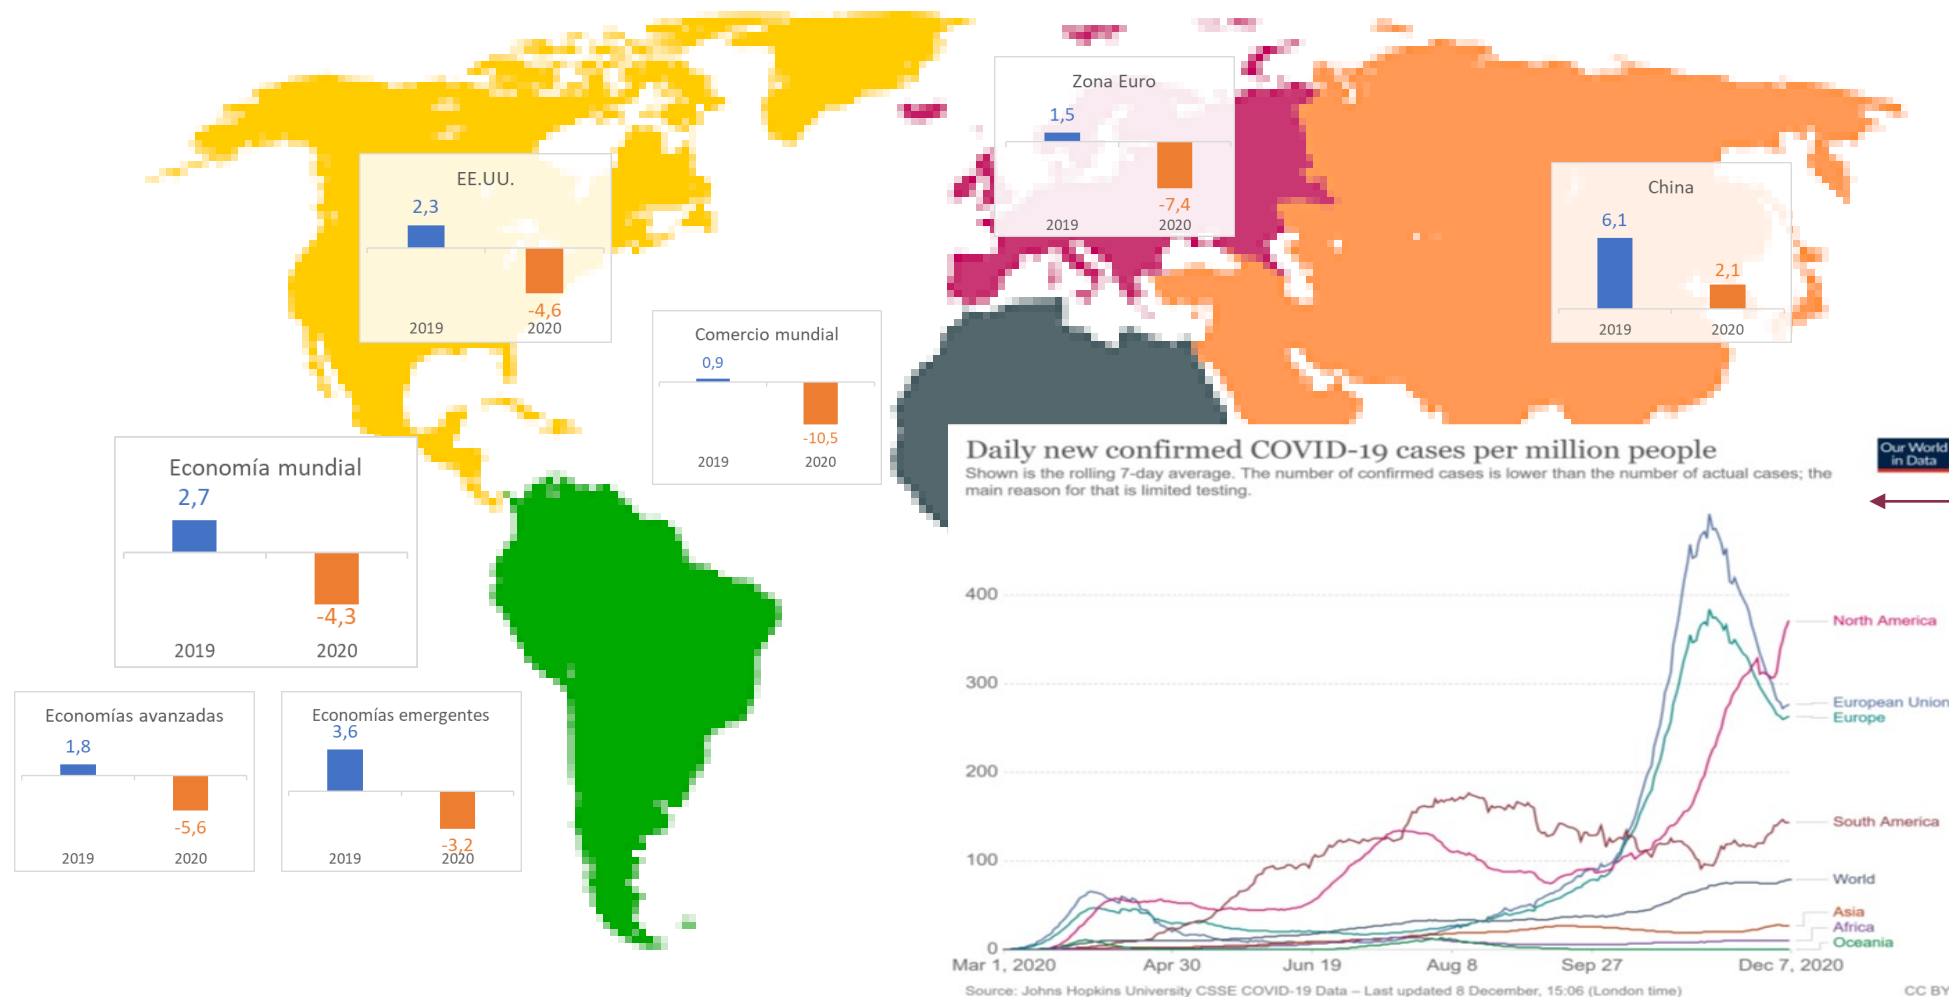 Zona Euro
1,5
-7,4
2019
2020
EE.UU.
2,3
-4,6
2019
2020
China
6,1
2,1
2019
2020
Comercio mundial
0,9
-10,5
2019
2020
Economía mundial
2,7
-4,3
2019
2020
Economías avanzadas
1,8
-5,6
2019
2020
Economías emergentes
3,6
-3,2
2019
2020
Daily new confirmed COVID-19 cases per million people
Our World
in Data
Shown is the rolling 7-day average. The number of confirmed cases is lower than the number of actual cases; the
main reason for that is limited testing.
400
300
200
100
0
North America
European Union
Europe
South America
World
Asia
Africa
Oceania
Mar 1, 2020
Apr 30
Jun 19
Aug 8
Sep 27
Dec 7, 2020
Source: Johns Hopkins University CSSE COVID-19 Data – Last updated 8 December, 15:06 (London time)
CC BY